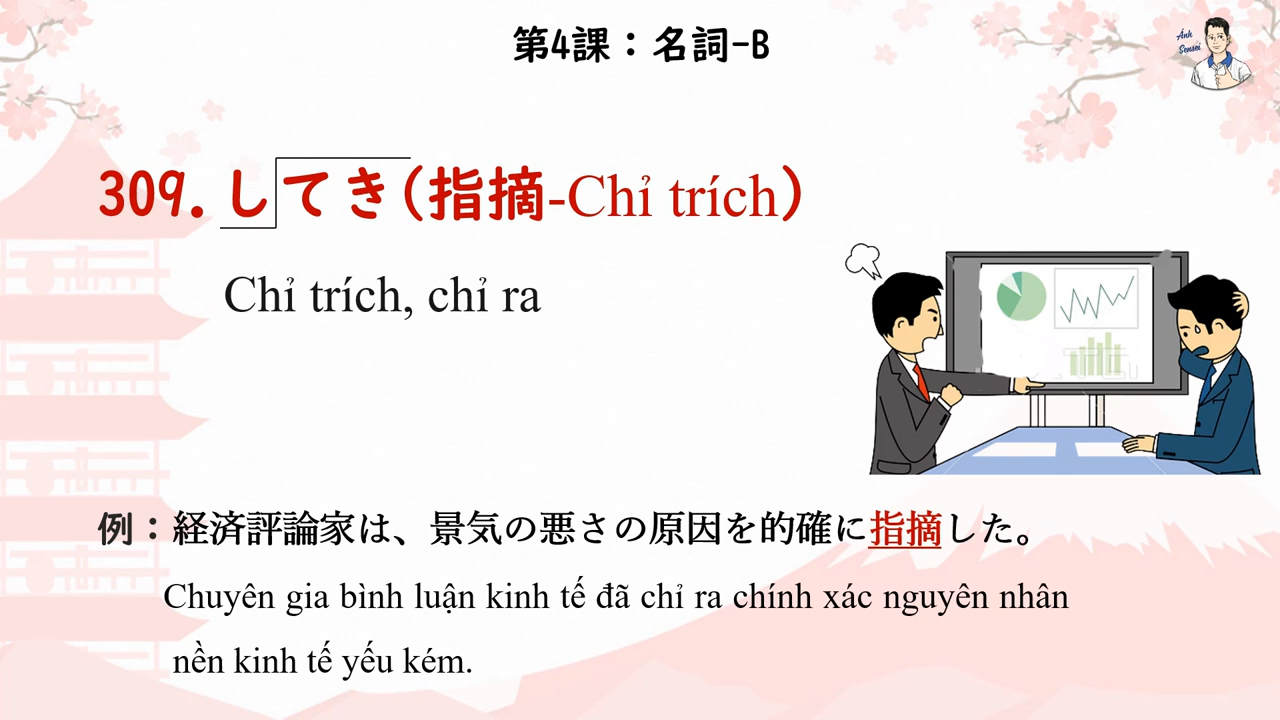 第4課：名詞-B
Anh
Sensei
309. してき(指摘-Chỉ trích)
Chỉ trích, chỉ ra
例：経済評論家は、景気の悪さの原因を的確に指摘した。
Chuyên gia bình luận kinh tế đã chỉ ra chính xác nguyên nhân
nền kinh tế yếu kém.